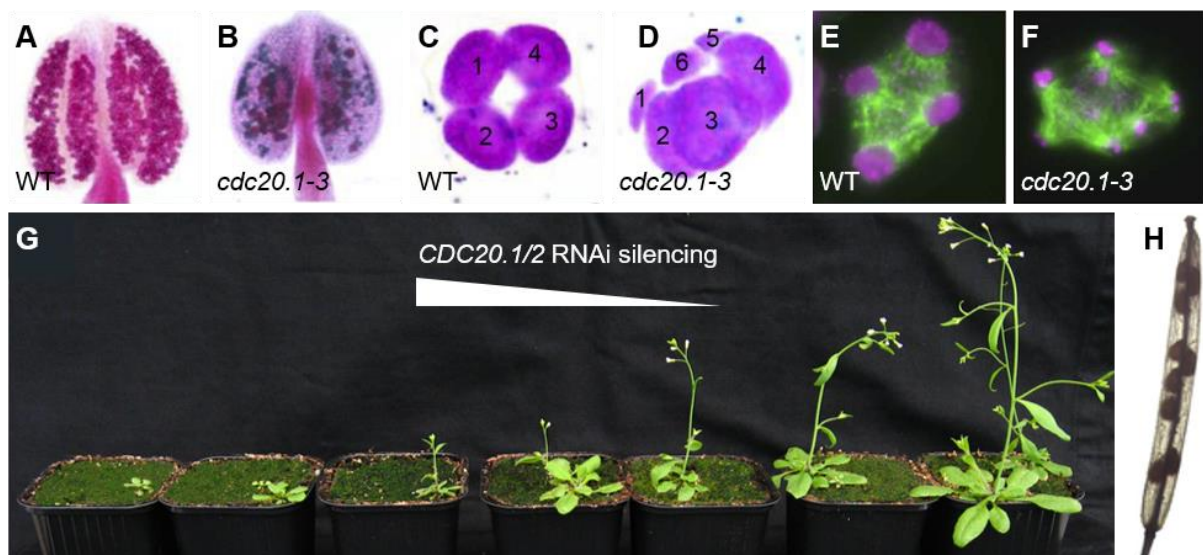 A
WT
B
cdc20.1-3
C
1
4
2
3
WT
D
5
6
4
1
2
3
cdc20.1-3
E
WT
F
cdc20.1-3
G
CDC20.1/2 RNAi silencing
H